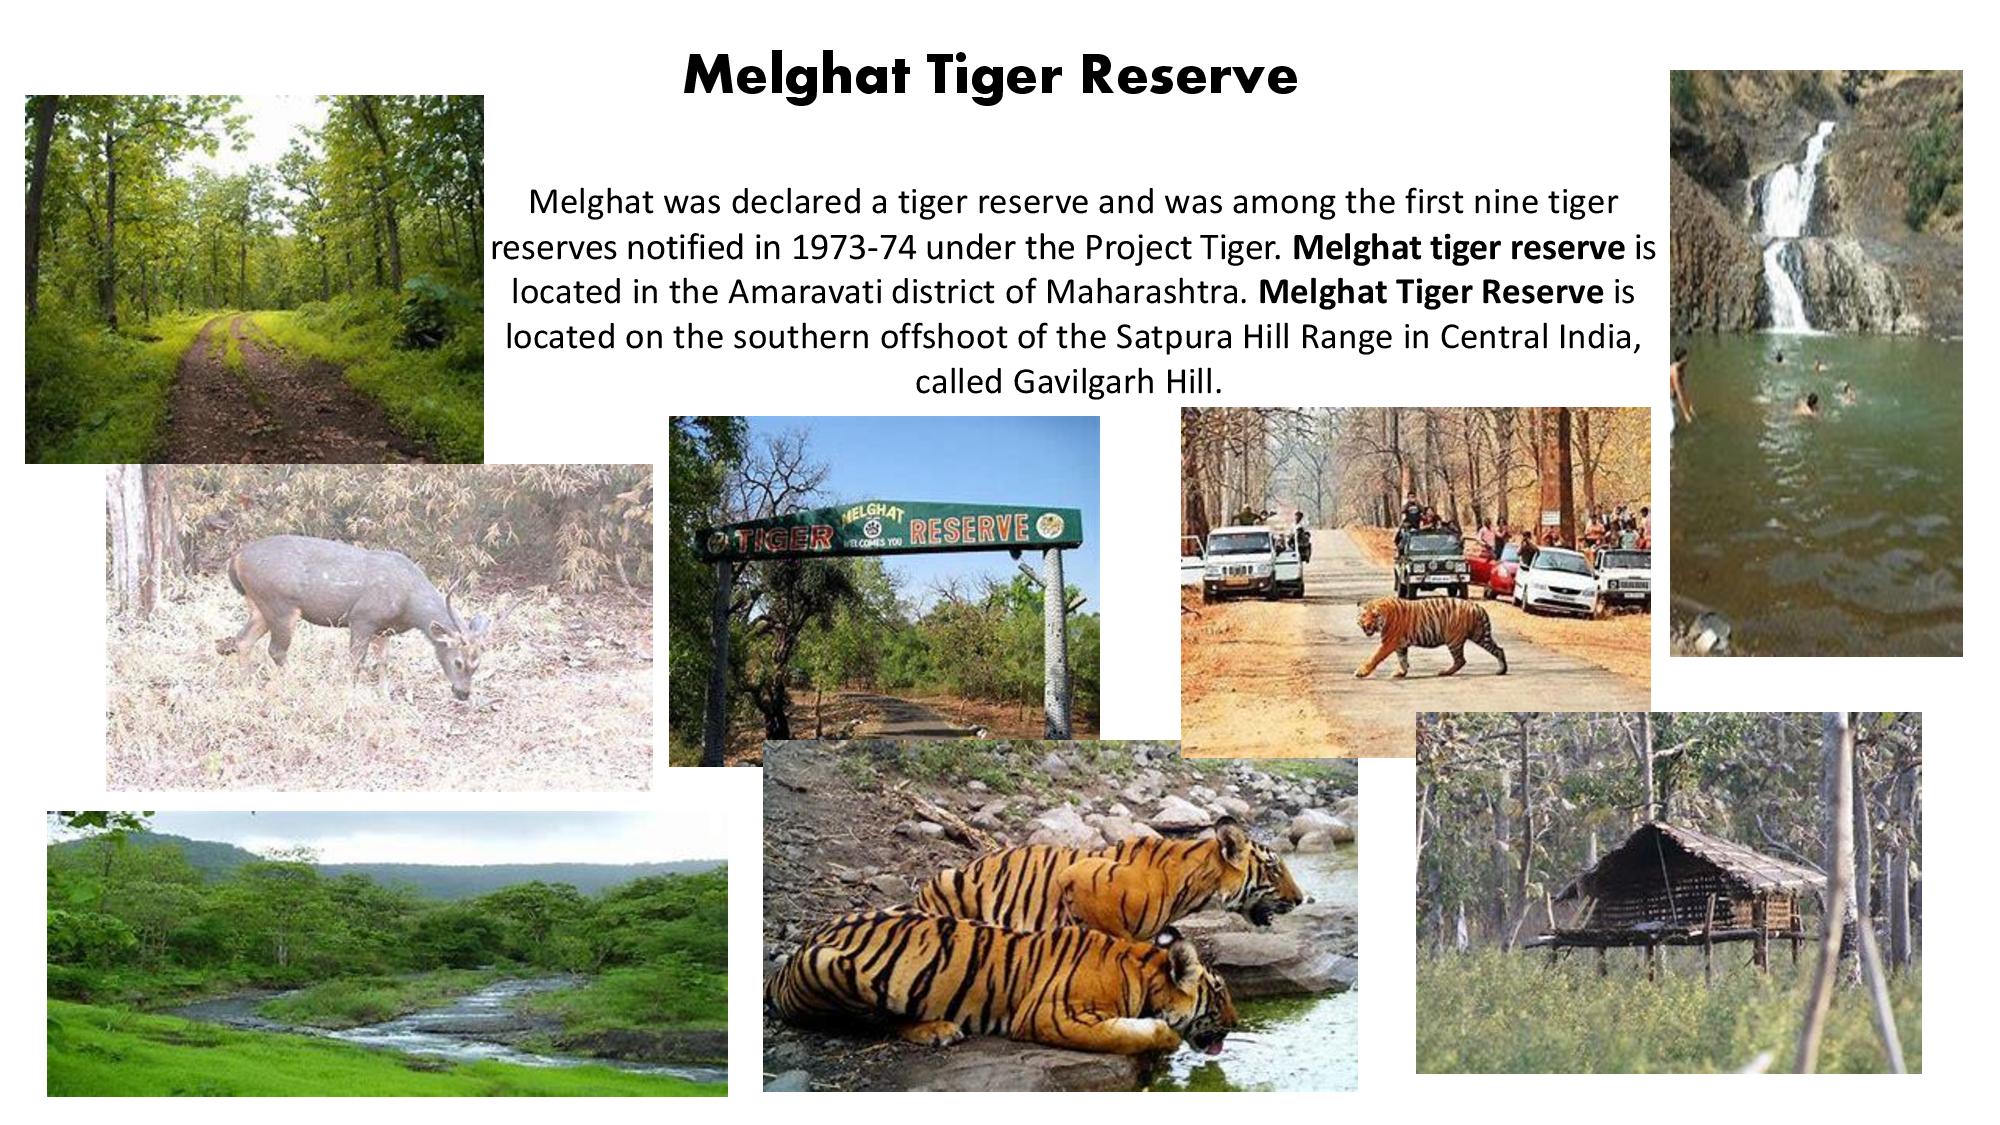 Melghat Tiger Reserve
Melghat was declared a tiger reserve and was among the first nine tiger
reserves notified in 1973-74 under the Project Tiger. Melghat tiger reserve is
located in the Amaravati district of Maharashtra. Melghat Tiger Reserve is
located on the southern offshoot of the Satpura Hill Range in Central India,
called Gavilgarh Hill.
MELGHAT
TIGER RESERVE
WELCOMES YOU